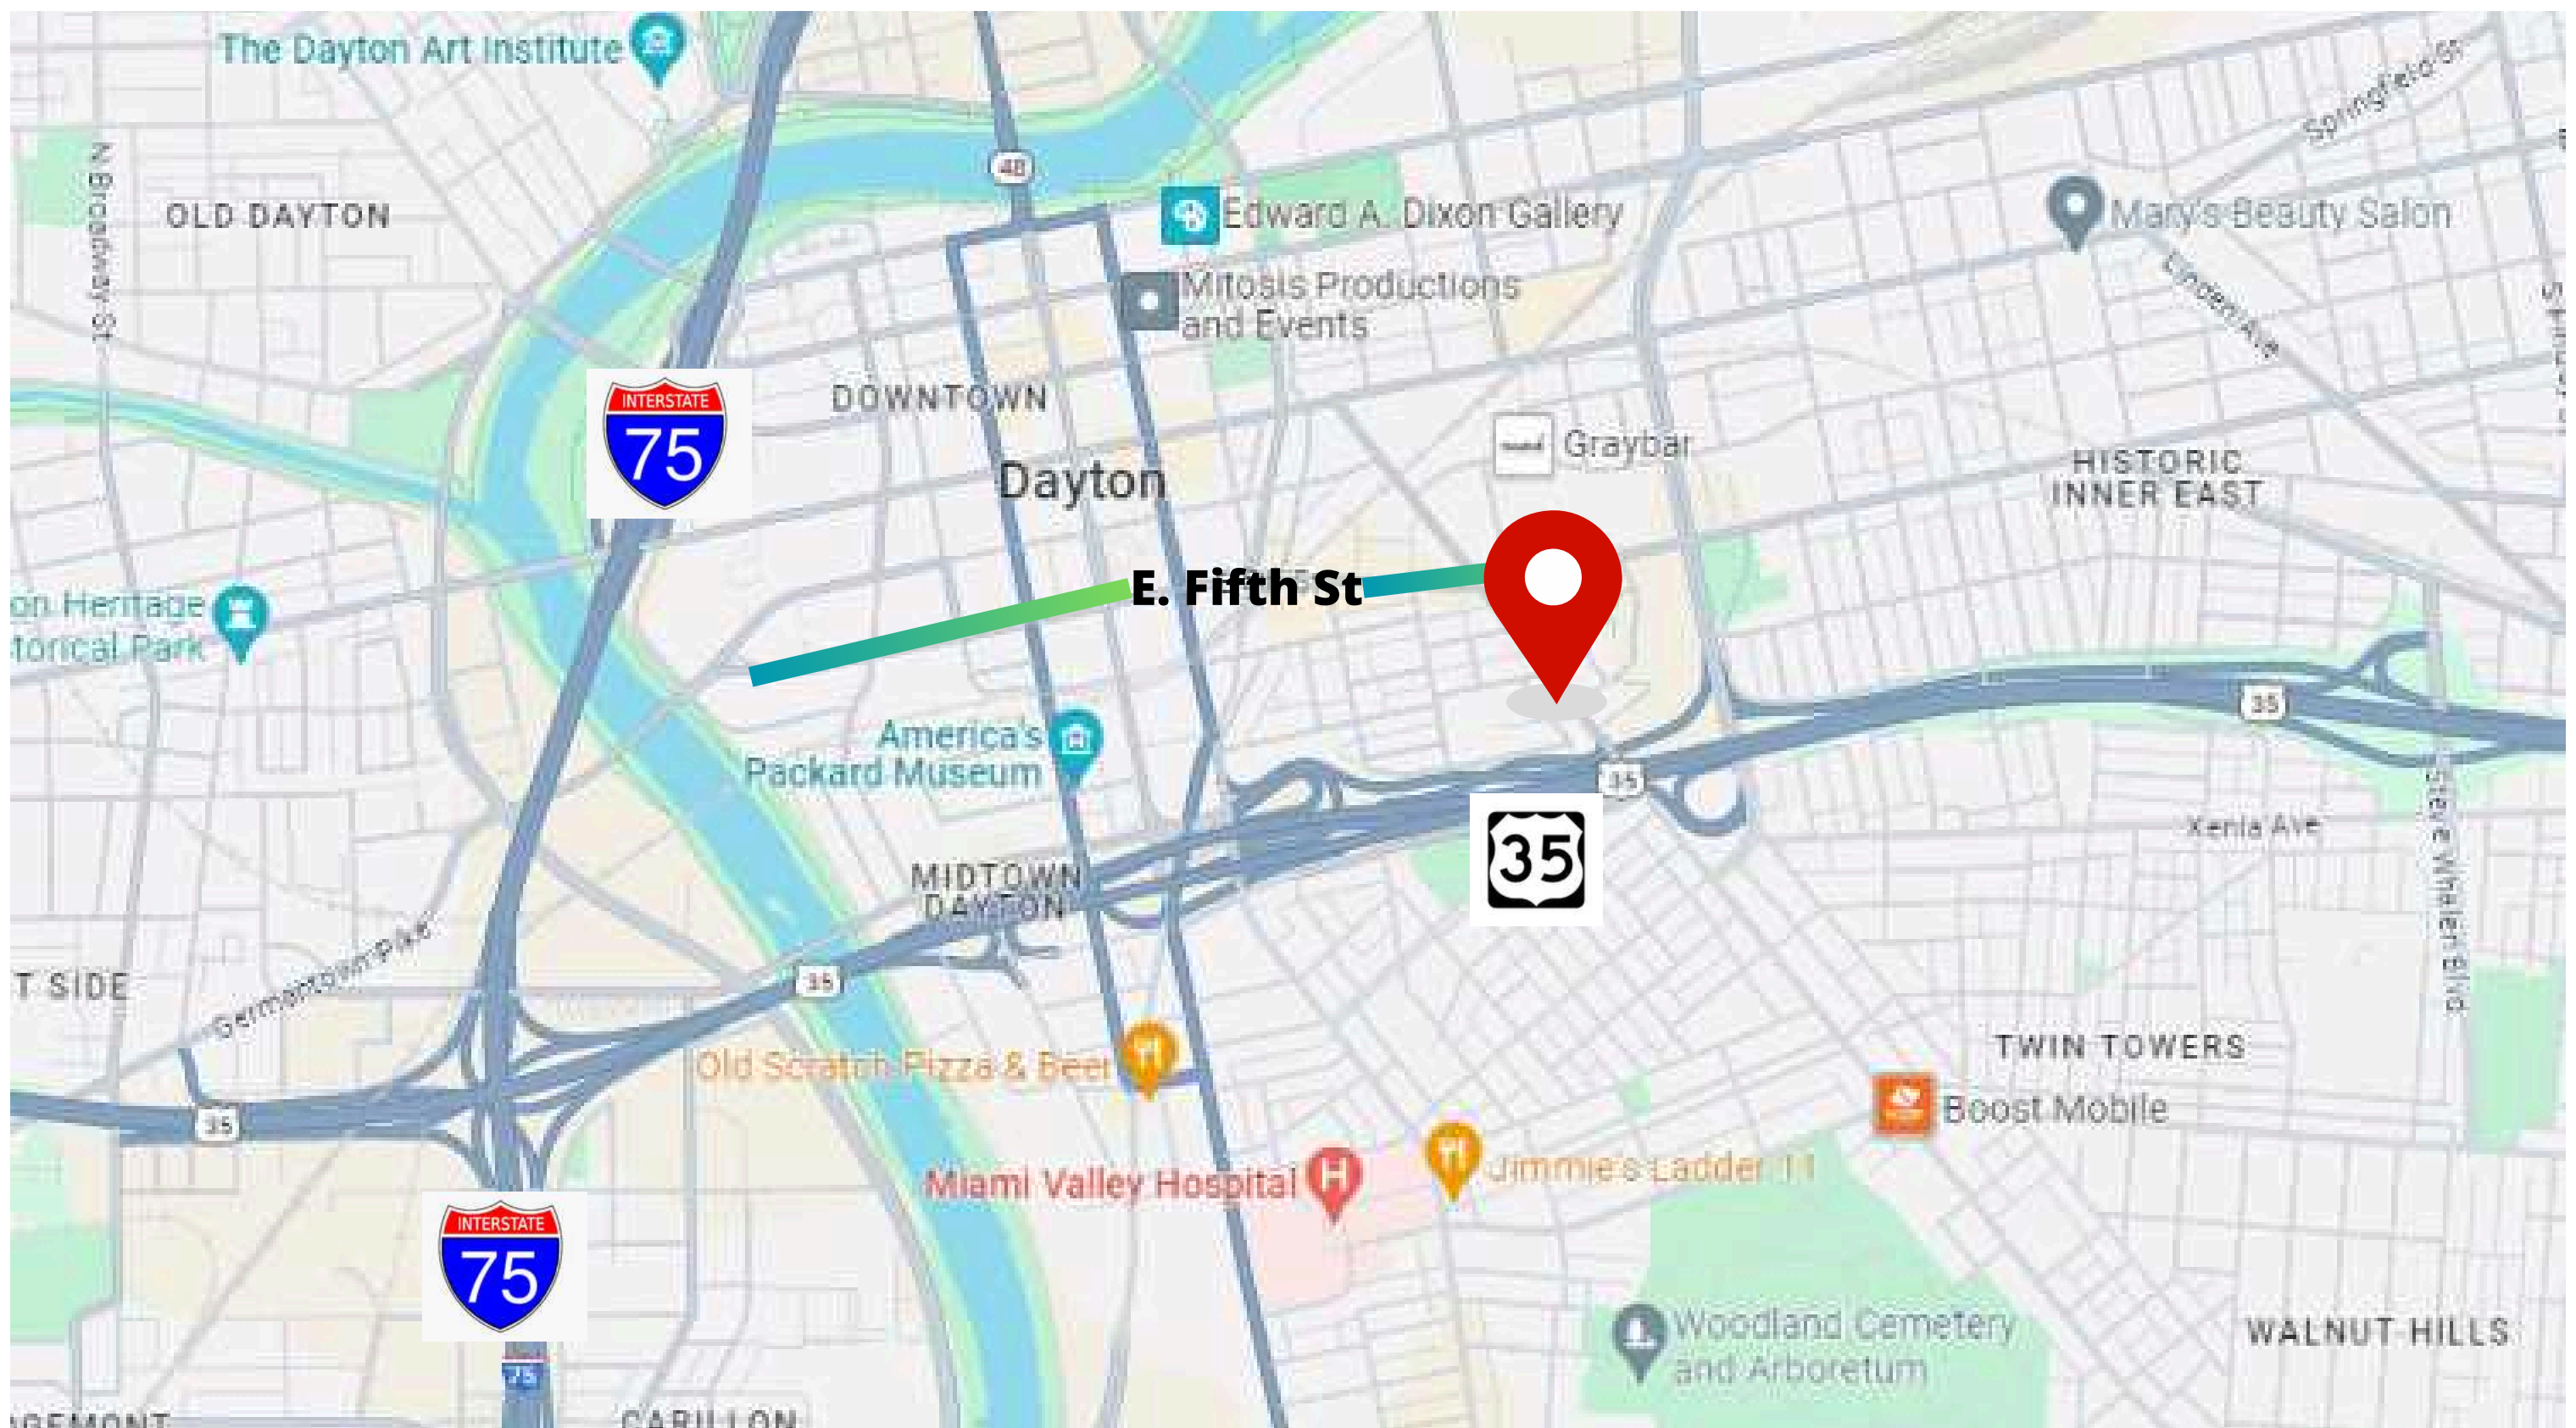 The Dayton Art Institute
Springfield St
48
N Broadway St
OLD DAYTON
Edward A. Dixon Gallery
Mary's Beauty Salon
Mitosis Productions
and Events
Linden Ave
INTERSTATE
75
DOWNTOWN
Graybar
Dayton
HISTORIC
INNER EAST
E. Fifth St
on Heritage
torical Park
35
America's
Packard Museum
35
35
Xenia Ave
Steve Whalen Blvd
MIDTOWN
DAYTON
Germantown Pike
T SIDE
35
TWIN TOWERS
Old Scratch Pizza & Beer
Boost Mobile
35
Miami Valley Hospital
Jimmie's Ladder 11
INTERSTATE
75
Woodland Cemetery
and Arboretum
WALNUT HILLS
75
GEMONT
CARILLON